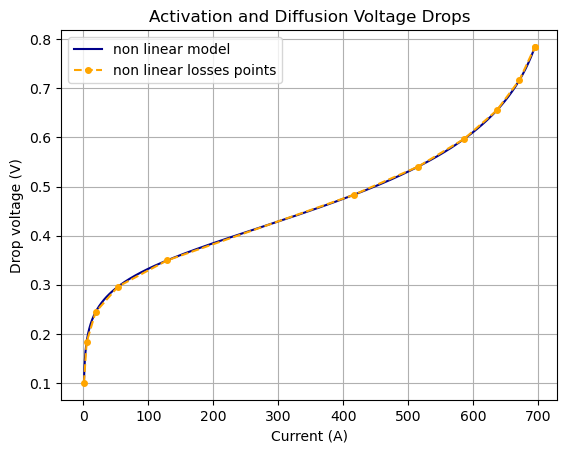 Activation and Diffusion Voltage Drops
non linear model
non linear losses points
Drop voltage (V)
0.8
0.7
0.6
0.5
0.4
0.3
0.2
0.1
0 100 200 300 400 500 600 700
Current (A)